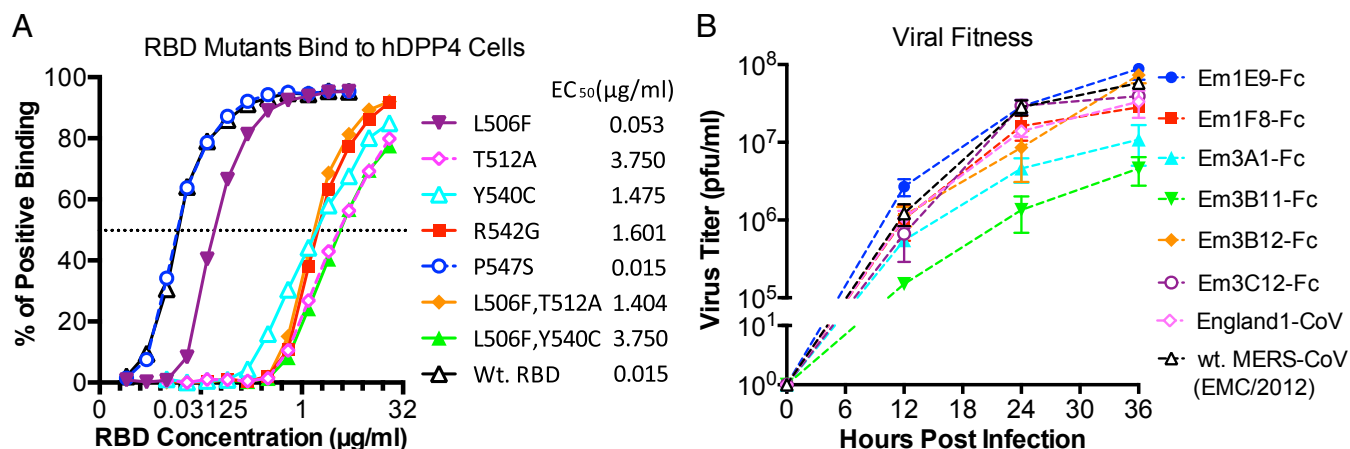 A
RBD Mutants Bind to hDPP4 Cells
% of Positive Binding
100
80
60
40
20
0
0
0.03125
1
32
RBD Concentration (μg/ml)
EC50(μg/ml)
L506F 0.053
T512A 3.750
Y540C 1.475
R542G 1.601
P547S 0.015
L506F,T512A 1.404
L506F,Y540C 3.750
Wt. RBD 0.015
B
Viral Fitness
Virus Titer (pfu/ml)
10^8
10^7
10^6
10^5
10^1
10^0
0
6
12
18
24
30
36
Hours Post Infection
Em1E9-Fc
Em1F8-Fc
Em3A1-Fc
Em3B11-Fc
Em3B12-Fc
Em3C12-Fc
England1-CoV
wt. MERS-CoV
(EMC/2012)